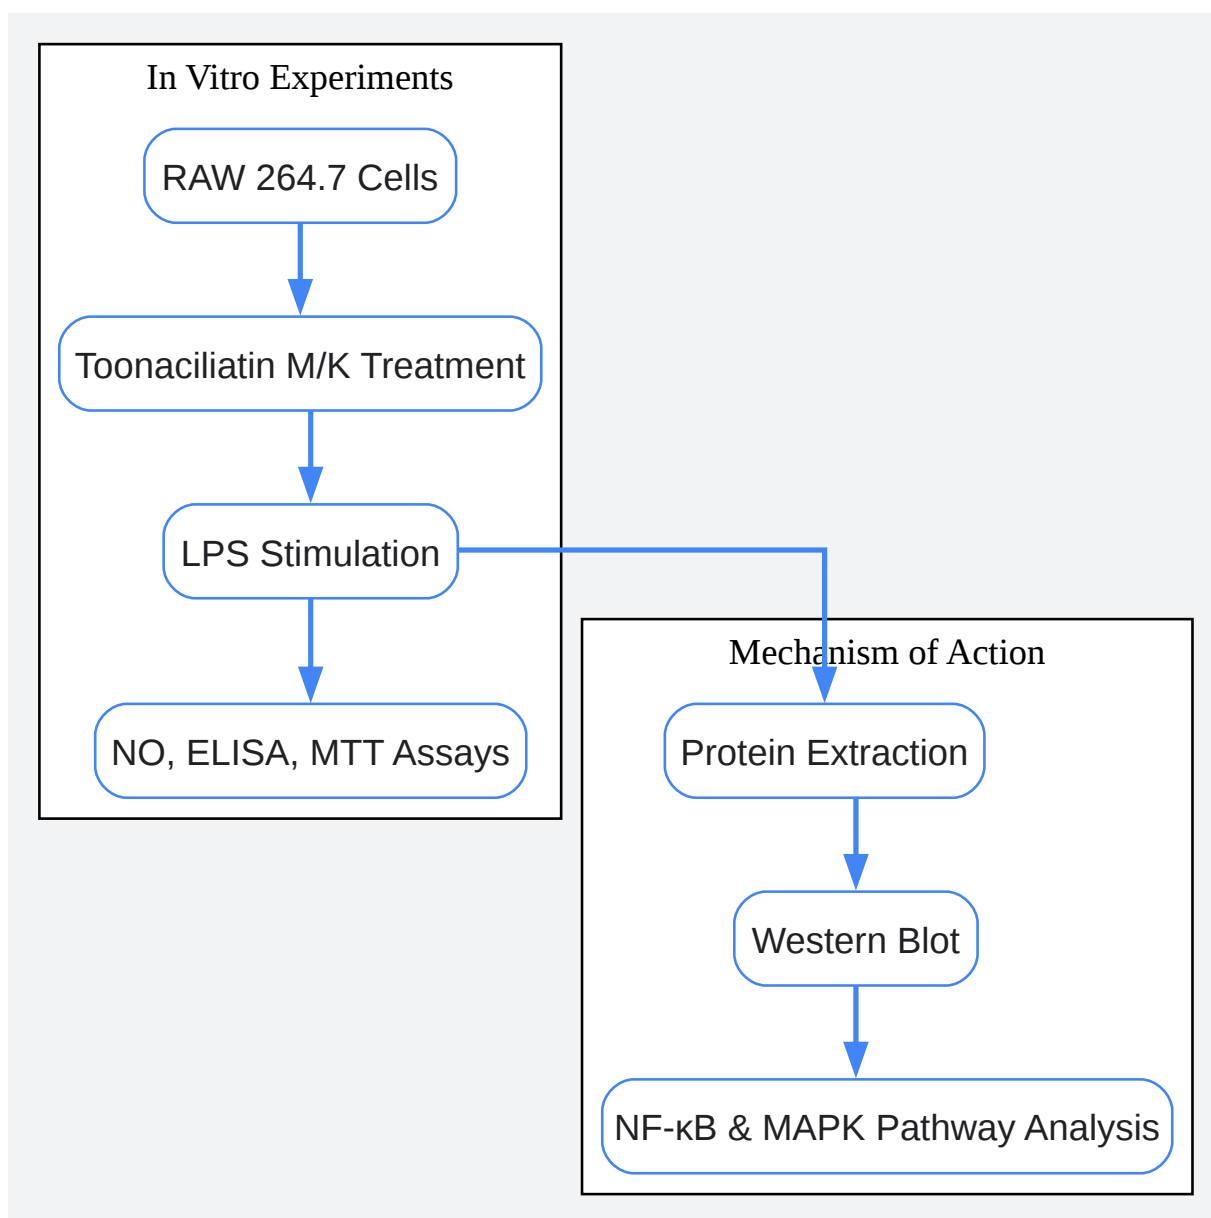 In Vitro Experiments
RAW 264.7 Cells
Toonaciliatin M/K Treatment
LPS Stimulation
NO, ELISA, MTT Assays
Mechanism of Action
Protein Extraction
Western Blot
NF-κB & MAPK Pathway Analysis